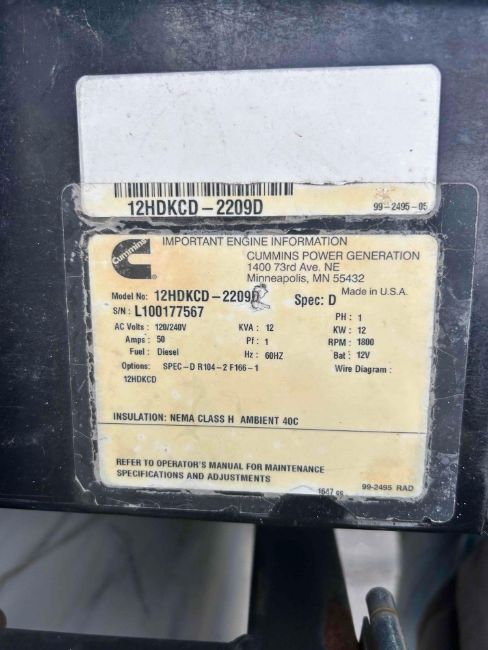 12HDKCD-2209D
99-2495-05
Cummins
IMPORTANT ENGINE INFORMATION
CUMMINS POWER GENERATION
1400 73rd Ave. NE
Minneapolis, MN 55432
Made in U.S.A.
Model No: 12HDKCD-2209D Spec: D
S/N: L100177567 PH : 1
AC Volts : 120/240V KVA : 12 KW : 12
Amps : 50 Pf : 1 RPM : 1800
Fuel : Diesel Hz : 60HZ Bat : 12V
Options: SPEC-D R104-2 F166-1 Wire Diagram :
12HDKCD
INSULATION: NEMA CLASS H AMBIENT 40C
REFER TO OPERATOR'S MANUAL FOR MAINTENANCE
SPECIFICATIONS AND ADJUSTMENTS
99-2495 RAD